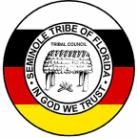 SEMINOLE TRIBE OF FLORIDA
TRIBAL COUNCIL
• IN GOD WE TRUST •